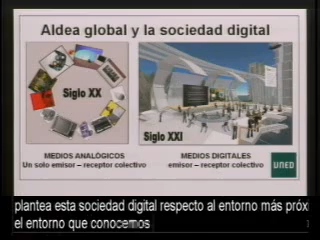 Aldea global y la sociedad digital
Siglo XX
Siglo XXI
MEDIOS ANALÓGICOS
Un solo emisor – receptor colectivo
MEDIOS DIGITALES
emisor – receptor colectivo
UNED
plantea esta sociedad digital respecto al entorno más próxi
el entorno que conocemos